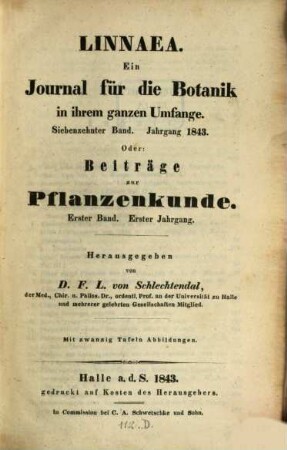 LINNAEA.
Ein
Journal für die Botanik
in ihrem ganzen Umfange.
Siebenzehnter Band. Jahrgang 1843.
Oder:
Beiträge
zur
Pflanzenkunde.
Erster Band. Erster Jahrgang.
Herausgegeben
von
D. F. L. von Schlechtendal,
der Med., Chir. u. Philos. Dr., ordentl. Prof. an der Universität zu Halle
und mehrerer gelehrten Gesellschaften Mitglied.
Mit zwanzig Tafeln Abbildungen.
Halle a. d. S. 1843.
gedruckt auf Kosten des Herausgebers.
In Commission bei C. A. Schwetschke und Sohn.
112. D.